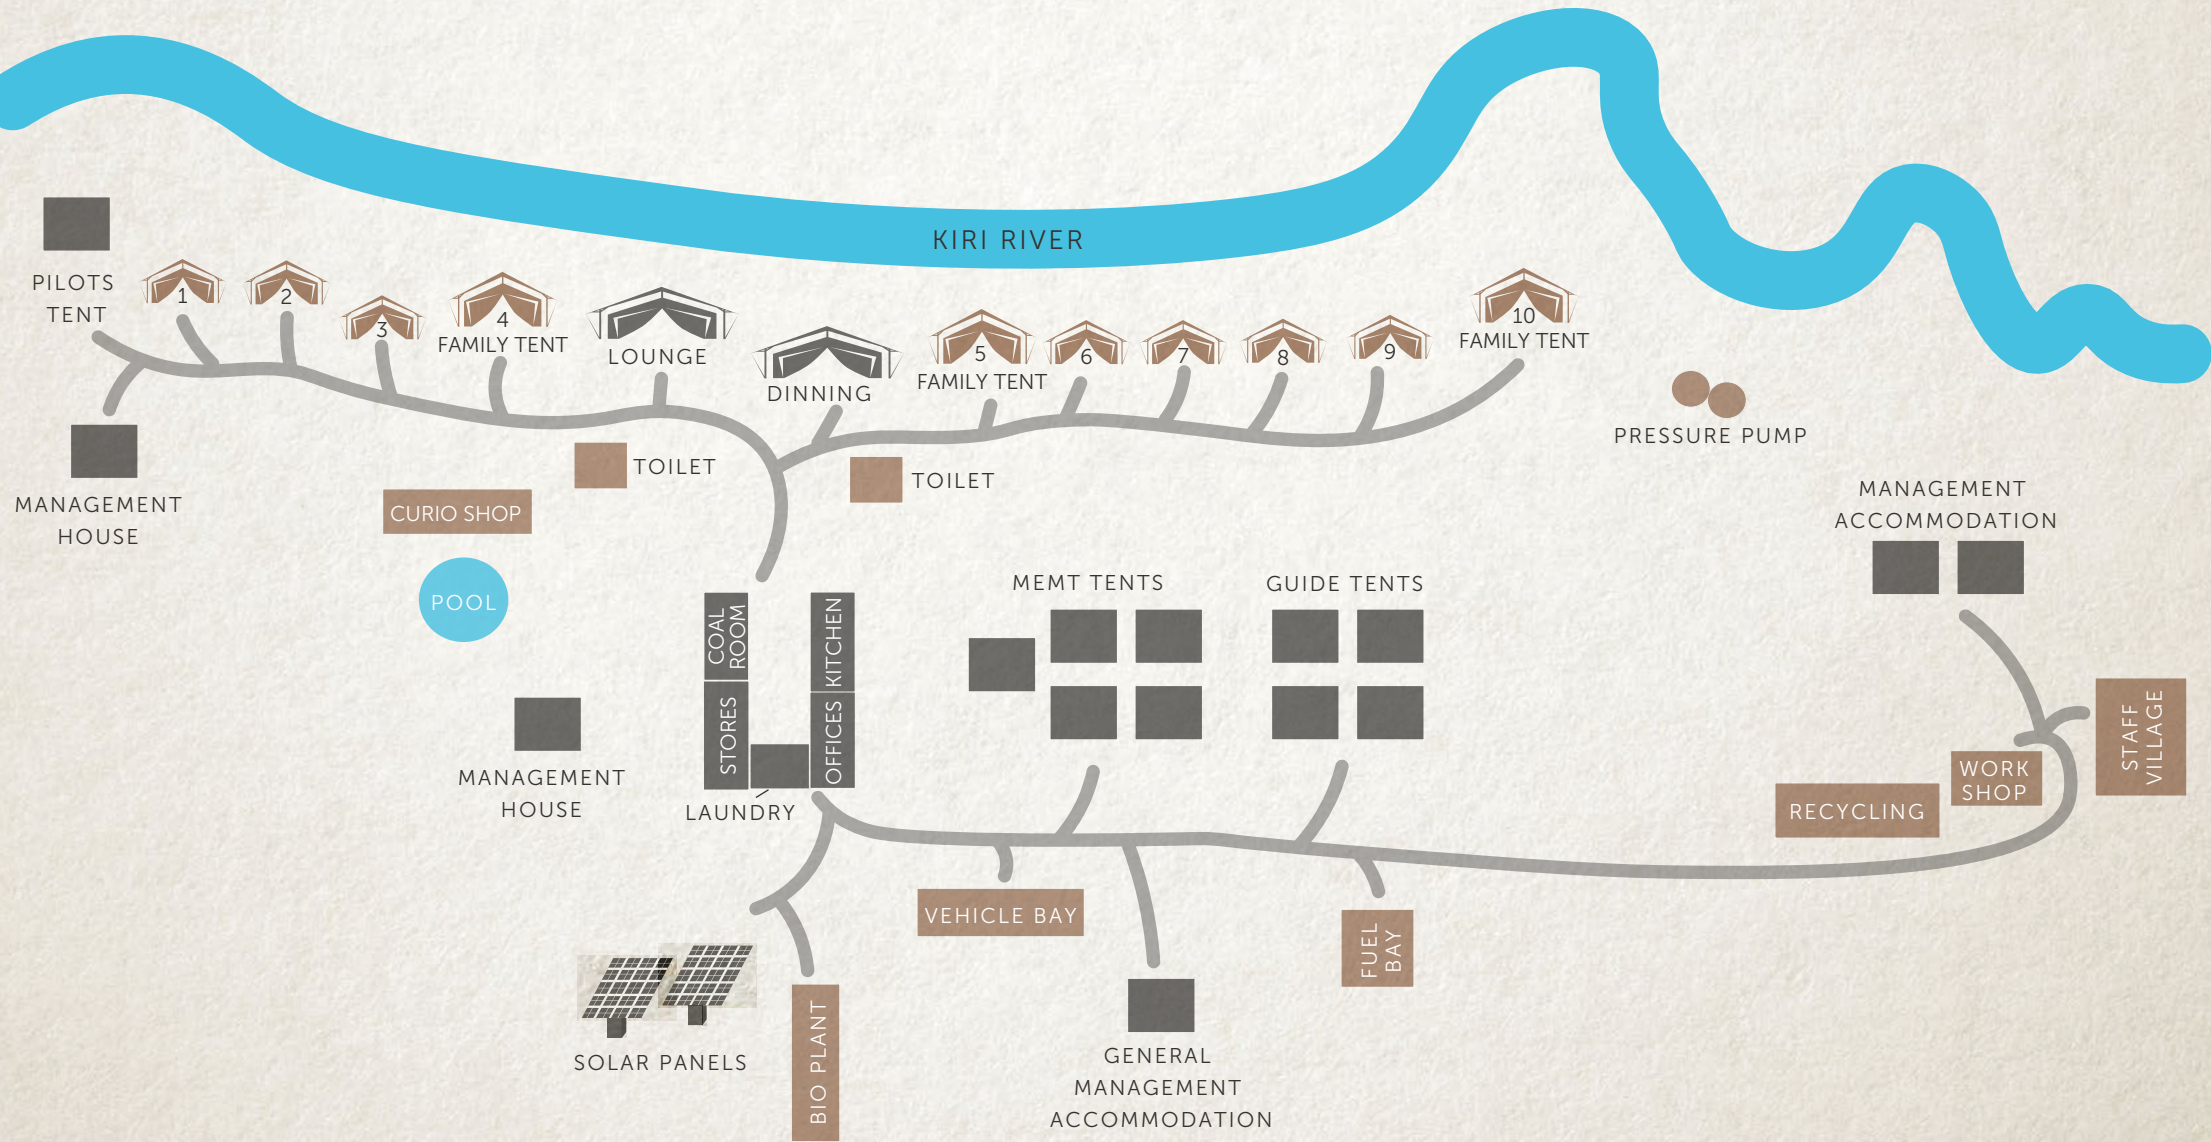 KIRI RIVER
PILOTS
TENT
1
2
3
4
FAMILY TENT
LOUNGE
DINNING
5
FAMILY TENT
6
7
8
9
10
FAMILY TENT
PRESSURE PUMP
MANAGEMENT
HOUSE
TOILET
TOILET
CURIO SHOP
POOL
MANAGEMENT
ACCOMMODATION
MEMT TENTS
GUIDE TENTS
COAL
ROOM
KITCHEN
STORES
OFFICES
LAUNDRY
MANAGEMENT
HOUSE
STAFF
VILLAGE
WORK
SHOP
RECYCLING
VEHICLE BAY
FUEL
BAY
SOLAR PANELS
BIO PLANT
GENERAL
MANAGEMENT
ACCOMMODATION